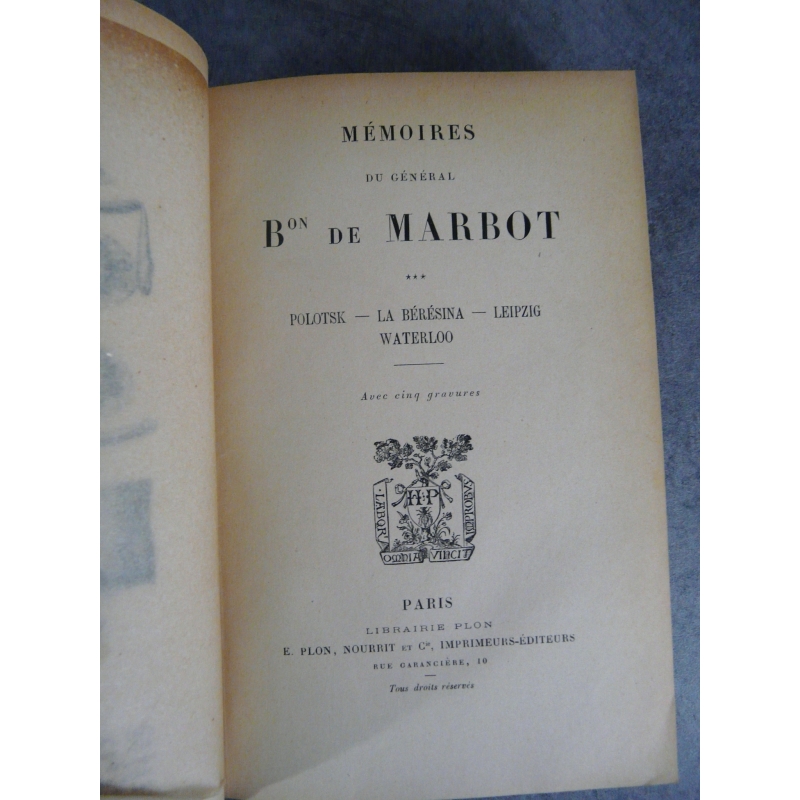 MÉMOIRES
DU GÉNÉRAL
BON DE MARBOT
***
POLOTSK — LA BÉRÉSINA — LEIPZIG
WATERLOO
Avec cinq gravures
H P
LABOR
IMPROBVS
OMNIA VINCIT
PARIS
LIBRAIRIE PLON
E. PLON, NOURRIT ET Cie, IMPRIMEURS-ÉDITEURS
RUE GARANCIÈRE, 10
Tous droits réservés